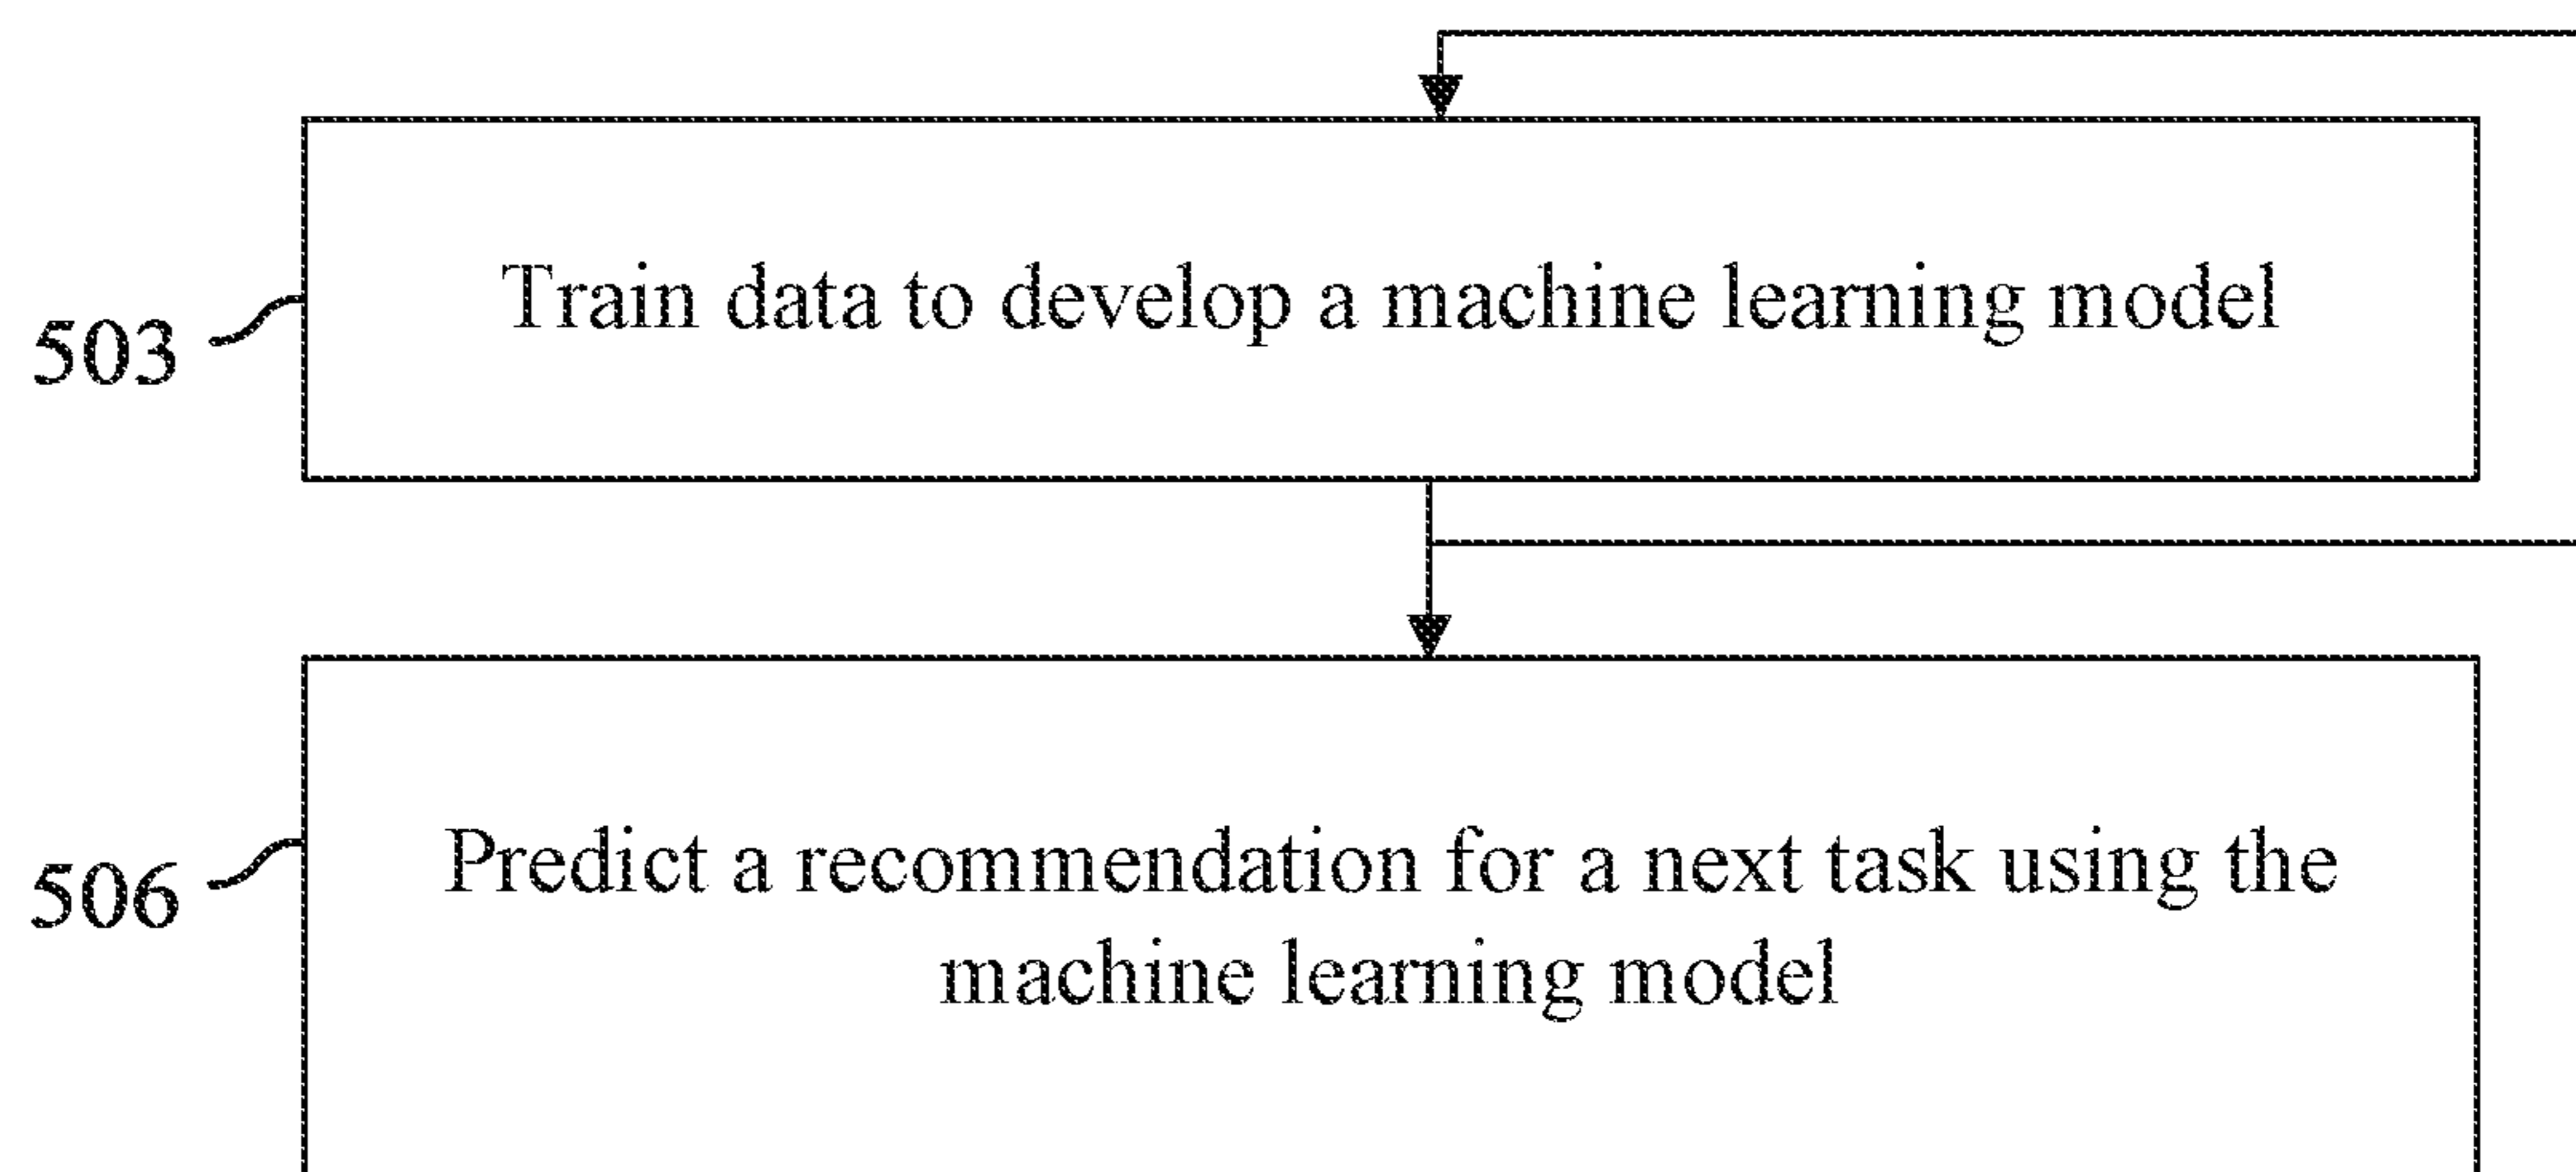 Train data to develop a machine learning model
503
Predict a recommendation for a next task using the
machine learning model
506